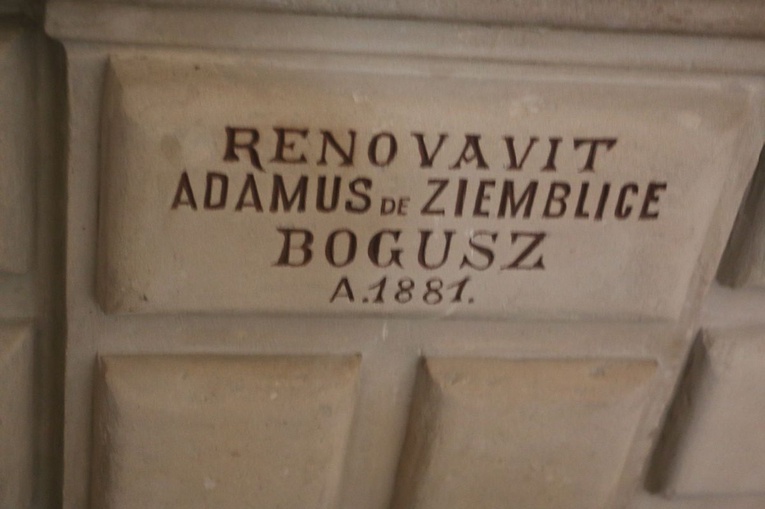 RENOVAVIT
ADAMUS DE ZIEMBLICE
BOGUSZ
A.1881.